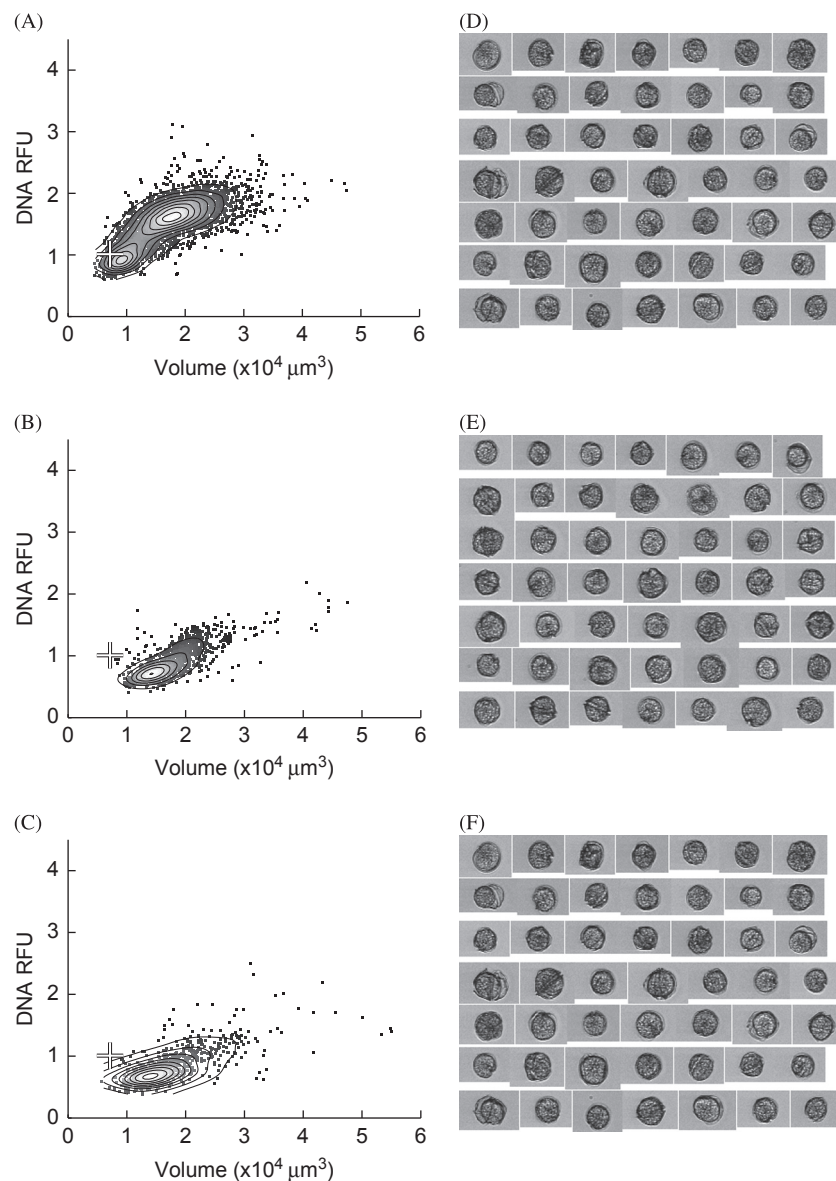 (A)
4
3
2
1
0
DNA RFU
0 1 2 3 4 5 6
Volume (x10⁴ μm³)
(D)
(B)
4
3
2
1
0
DNA RFU
0 1 2 3 4 5 6
Volume (x10⁴ μm³)
(E)
(C)
4
3
2
1
0
DNA RFU
0 1 2 3 4 5 6
Volume (x10⁴ μm³)
(F)